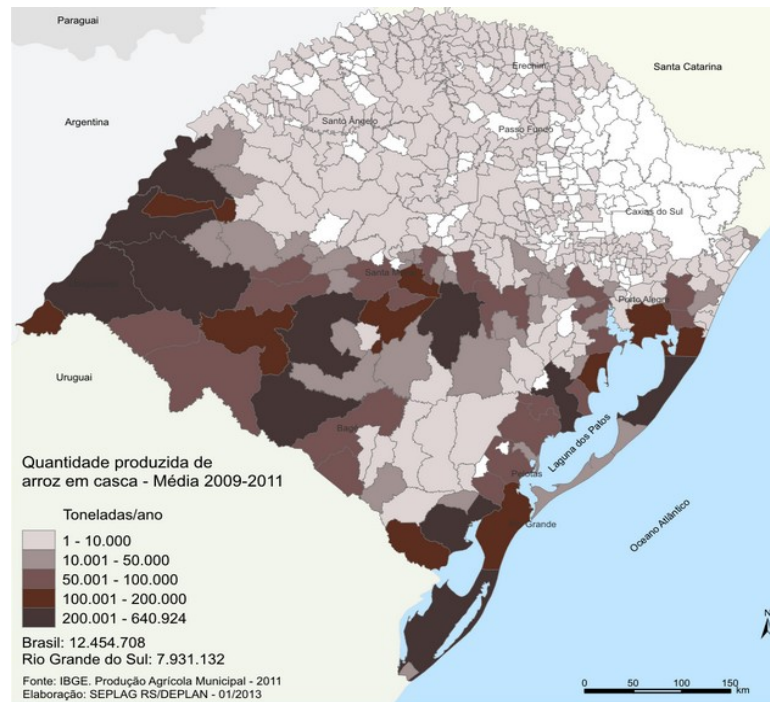 Paraguai
Santa Catarina
Erechim
Argentina
Santo Ângelo
Passo Fundo
Caxias do Sul
Santa Maria
Porto Alegre
Uruguai
Bagé
Laguna dos Patos
Pelotas
Rio Grande
Oceano Atlântico
Quantidade produzida de
arroz em casca - Média 2009-2011
Toneladas/ano
1 - 10.000
10.001 - 50.000
50.001 - 100.000
100.001 - 200.000
200.001 - 640.924
Brasil: 12.454.708
Rio Grande do Sul: 7.931.132
Fonte: IBGE. Produção Agrícola Municipal - 2011
Elaboração: SEPLAG RS/DEPLAN - 01/2013
N
0 50 100 150
km